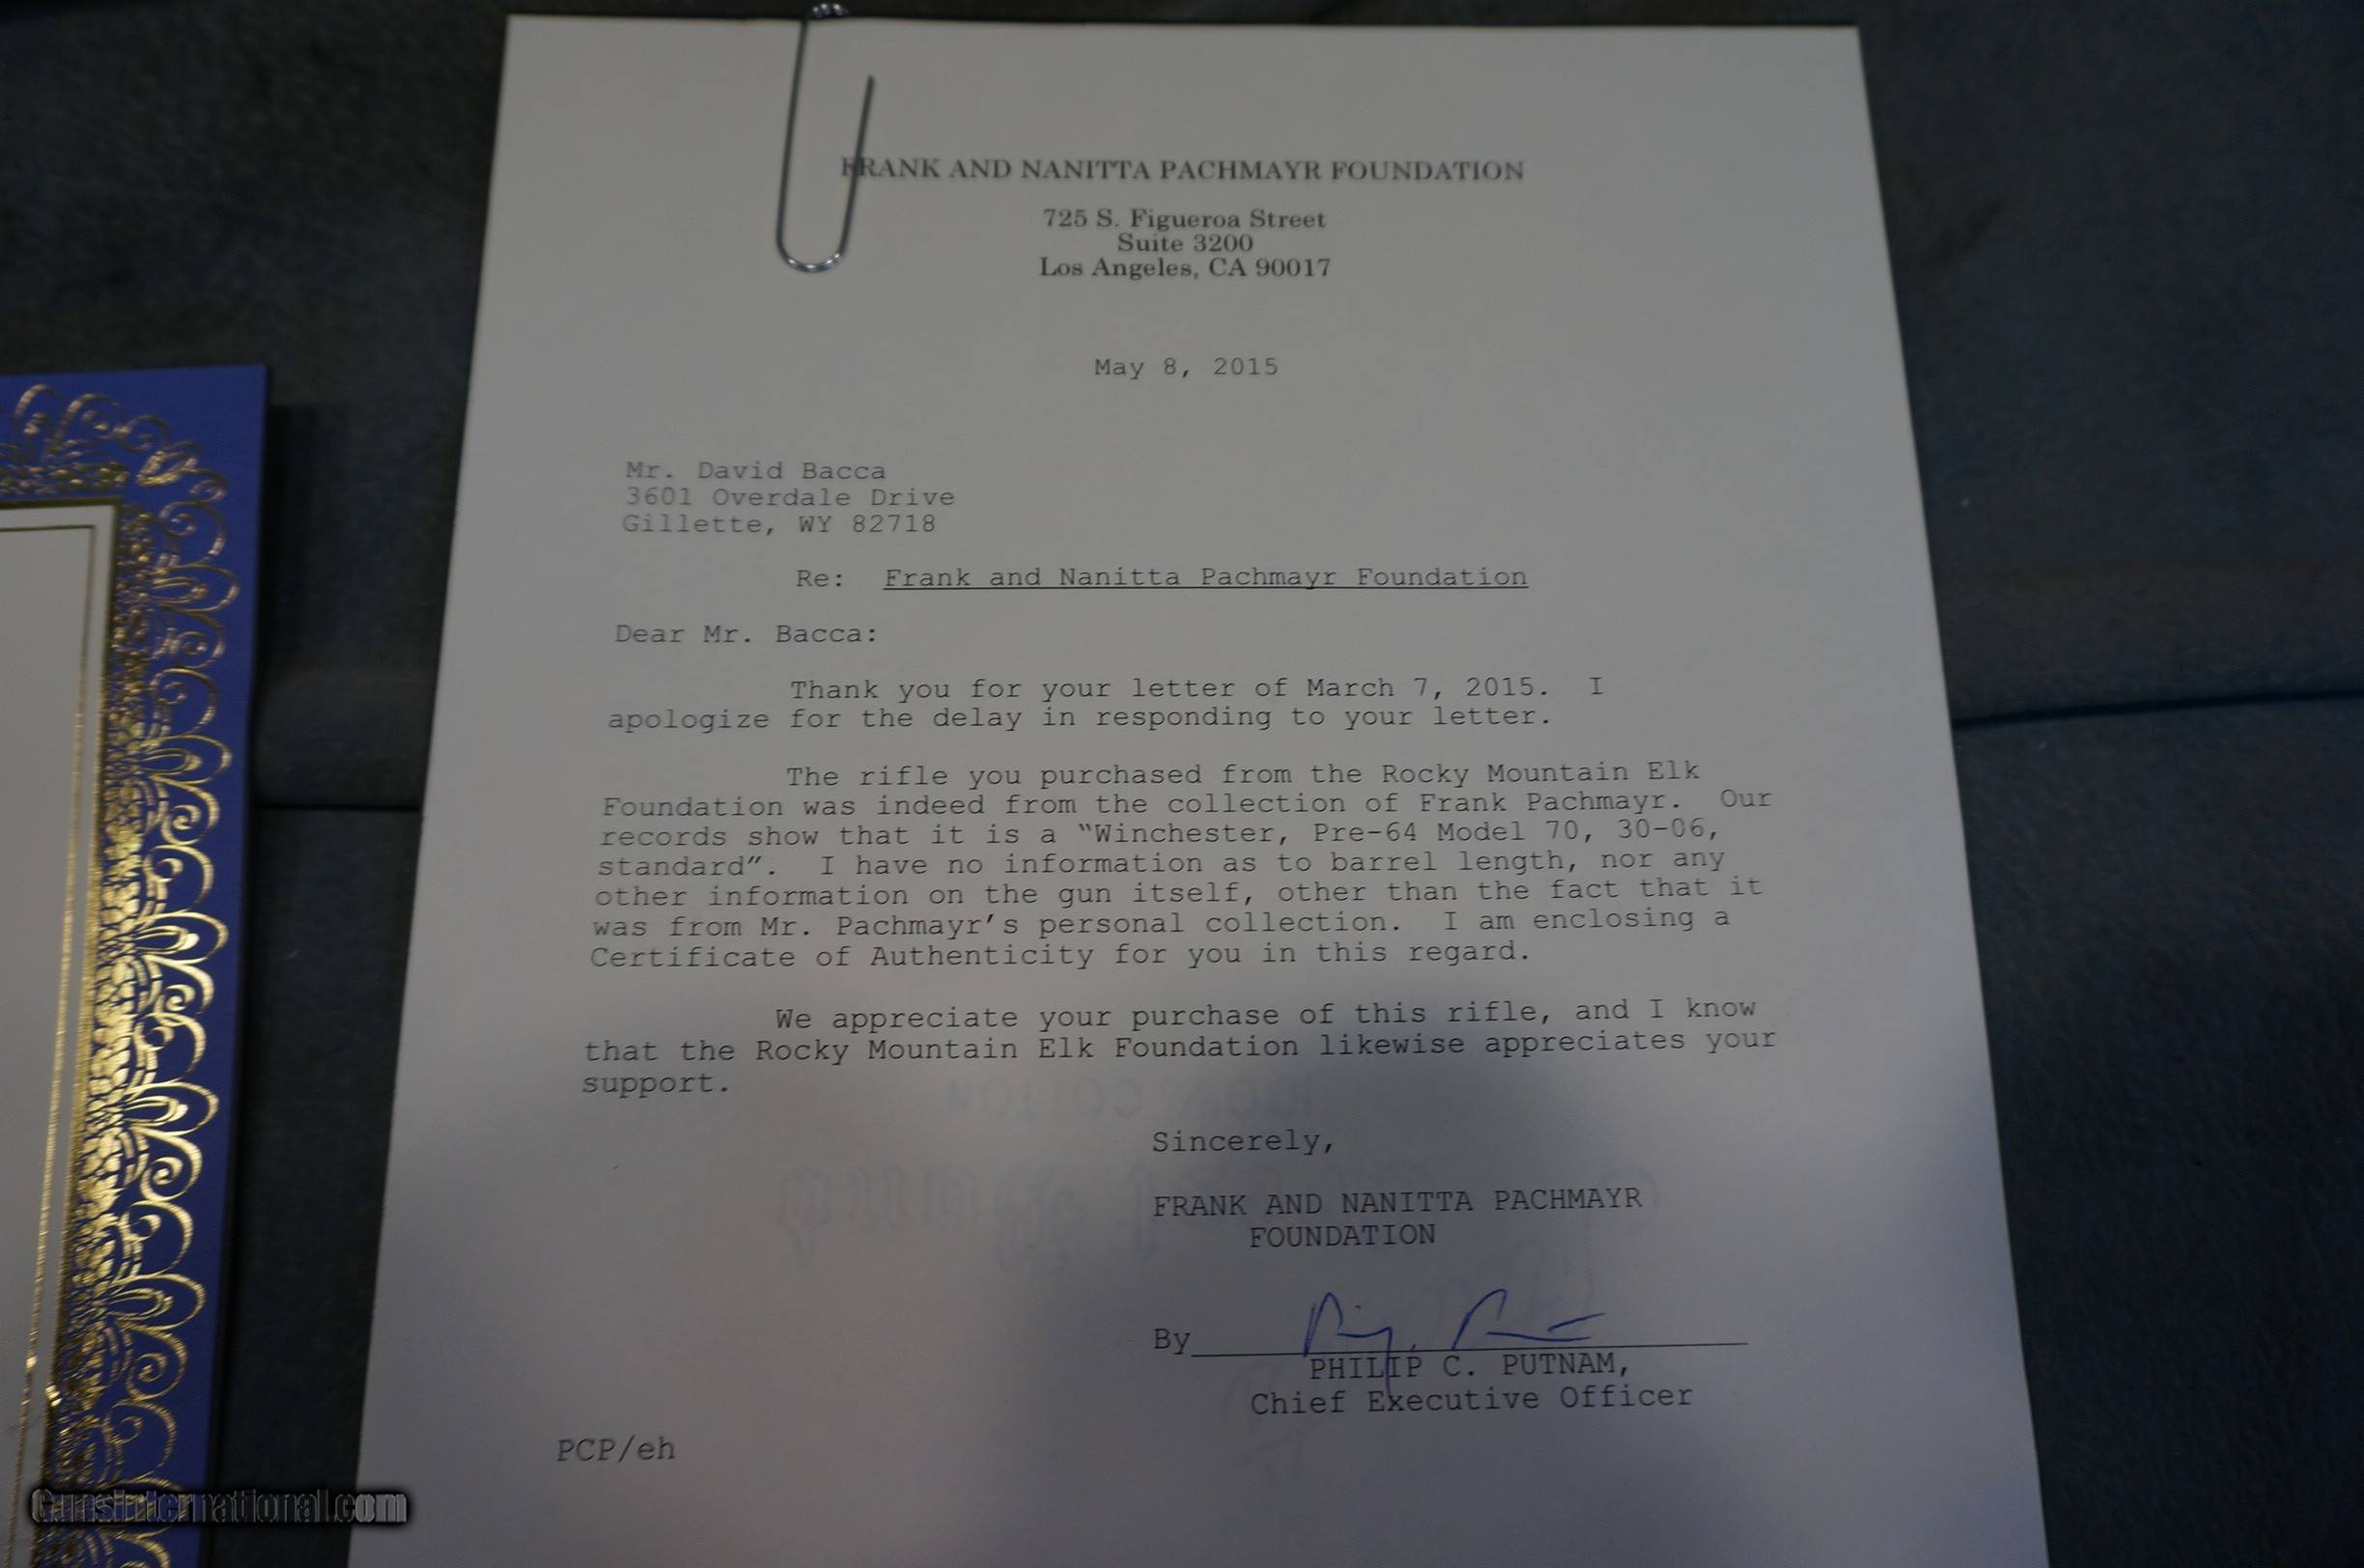 FRANK AND NANITTA PACHMAYR FOUNDATION
725 S. Figueroa Street
Suite 3200
Los Angeles, CA 90017
May 8, 2015
Mr. David Bacca
3601 Overdale Drive
Gillette, WY 82718
Re: Frank and Nanitta Pachmayr Foundation
Dear Mr. Bacca:
Thank you for your letter of March 7, 2015. I
apologize for the delay in responding to your letter.
The rifle you purchased from the Rocky Mountain Elk
Foundation was indeed from the collection of Frank Pachmayr. Our
records show that it is a “Winchester, Pre-64 Model 70, 30-06,
standard”. I have no information as to barrel length, nor any
other information on the gun itself, other than the fact that it
was from Mr. Pachmayr’s personal collection. I am enclosing a
Certificate of Authenticity for you in this regard.
We appreciate your purchase of this rifle, and I know
that the Rocky Mountain Elk Foundation likewise appreciates your
support.
Sincerely,
FRANK AND NANITTA PACHMAYR
FOUNDATION
By
PHILIP C. PUTNAM,
Chief Executive Officer
PCP/eh
GunsInternational.com